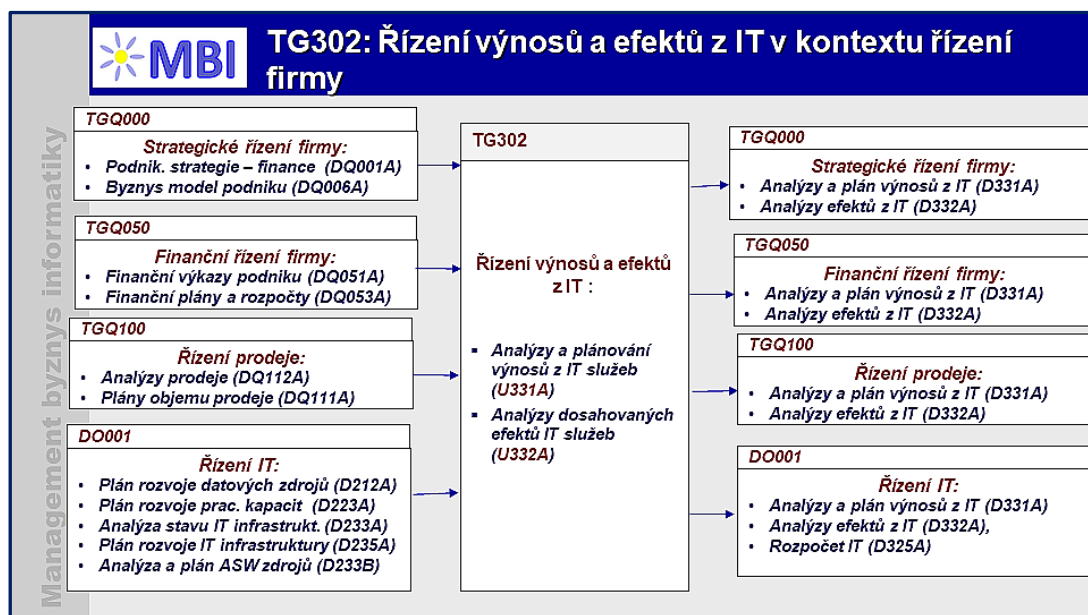 MBI
TG302: Řízení výnosů a efektů z IT v kontextu řízení
firmy
Management byznys informatiky
TGQ000
Strategické řízení firmy:
• Podnik. strategie – finance (DQ001A)
• Byznys model podniku (DQ006A)
TGQ050
Finanční řízení firmy:
• Finanční výkazy podniku (DQ051A)
• Finanční plány a rozpočty (DQ053A)
TGQ100
Řízení prodeje:
• Analýzy prodeje (DQ112A)
• Plány objemu prodeje (DQ111A)
DO001
Řízení IT:
• Plán rozvoje datových zdrojů (D212A)
• Plán rozvoje prac. kapacit (D223A)
• Analýza stavu IT infrastrukt. (D233A)
• Plán rozvoje IT infrastruktury (D235A)
• Analýza a plán ASW zdrojů (D233B)
TG302
Řízení výnosů a efektů
z IT :
▪ Analýzy a plánování
výnosů z IT služeb
(U331A)
▪ Analýzy dosahovaných
efektů IT služeb
(U332A)
TGQ000
Strategické řízení firmy:
• Analýzy a plán výnosů z IT (D331A)
• Analýzy efektů z IT (D332A)
TGQ050
Finanční řízení firmy:
• Analýzy a plán výnosů z IT (D331A)
• Analýzy efektů z IT (D332A)
TGQ100
Řízení prodeje:
• Analýzy a plán výnosů z IT (D331A)
• Analýzy efektů z IT (D332A)
DO001
Řízení IT:
• Analýzy a plán výnosů z IT (D331A)
• Analýzy efektů z IT (D332A),
• Rozpočet IT (D325A)